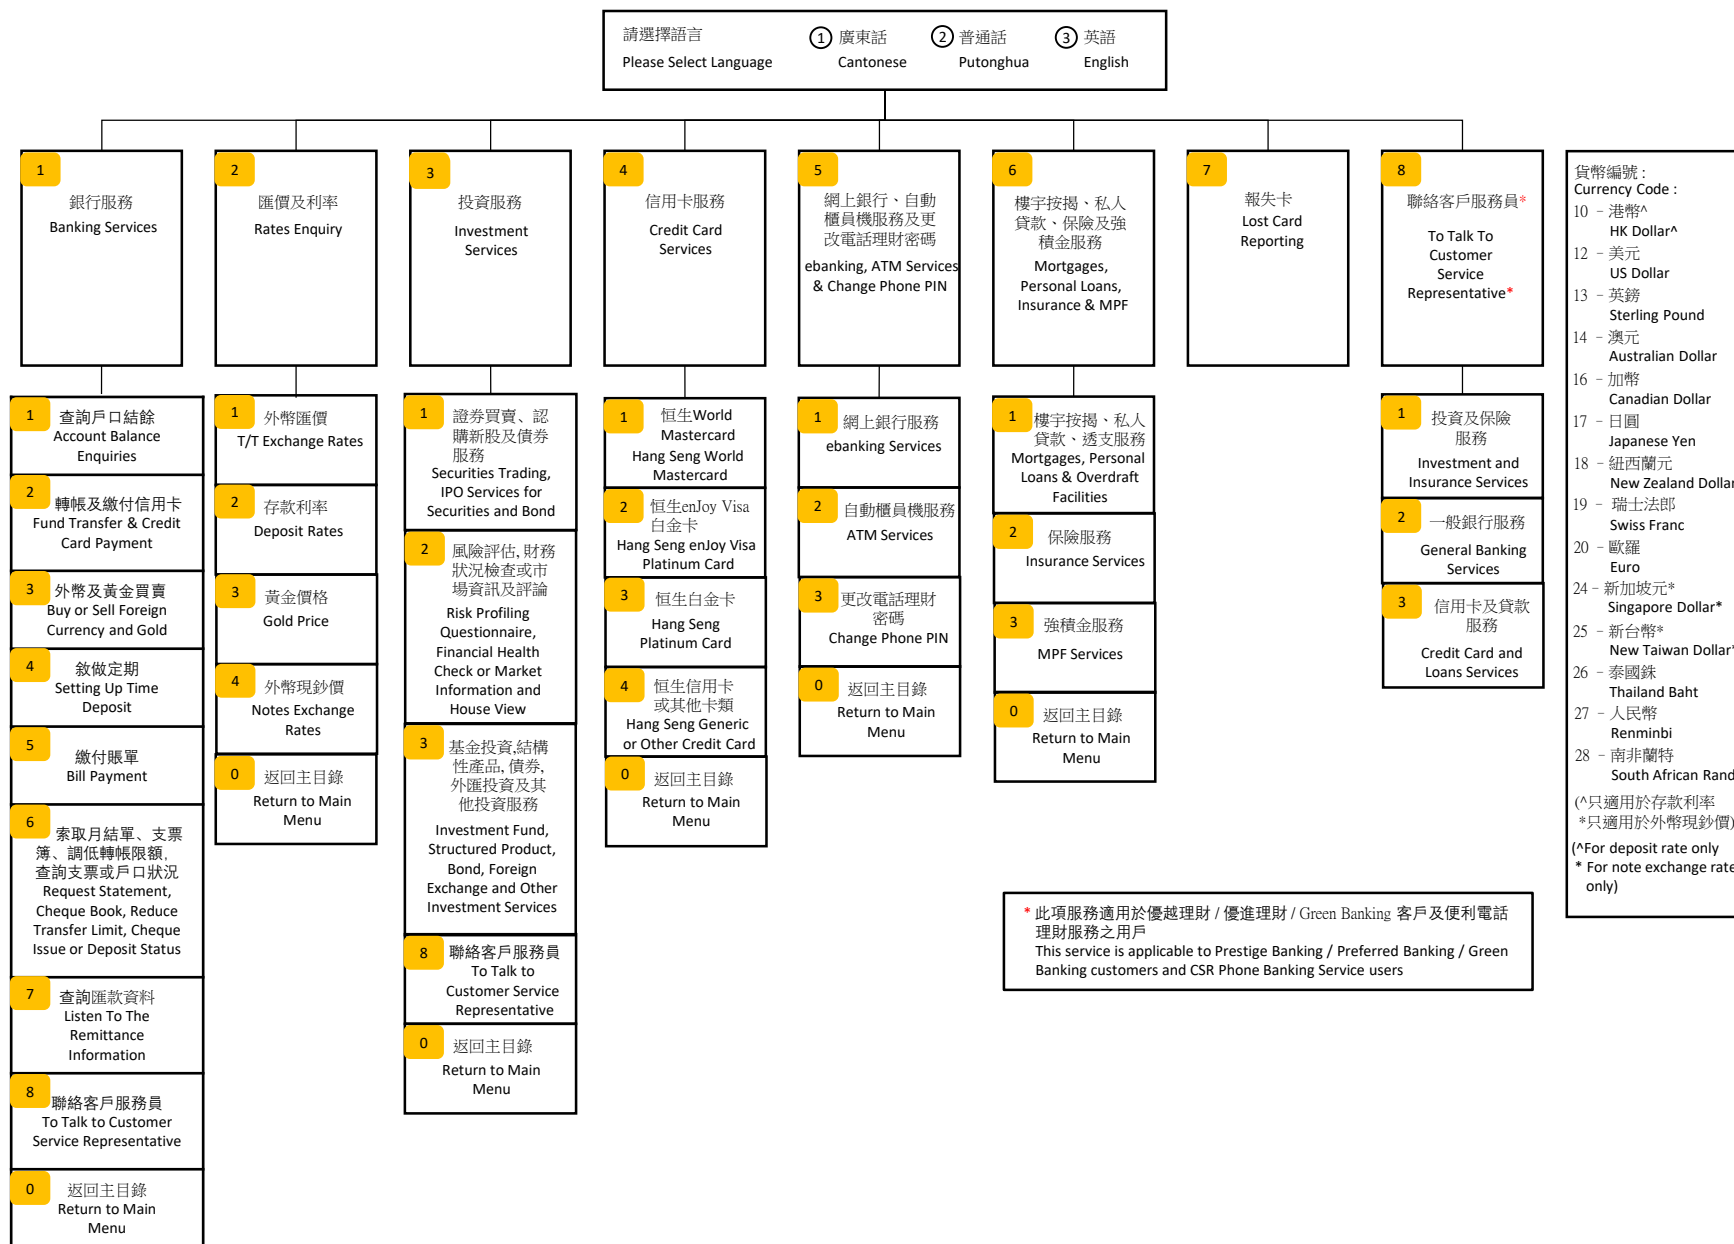 請選擇語言
Please Select Language
1 廣東話
Cantonese
2 普通話
Putonghua
3 英語
English
1
銀行服務
Banking Services
2
匯價及利率
Rates Enquiry
3
投資服務
Investment
Services
4
信用卡服務
Credit Card
Services
5
網上銀行、自動
櫃員機服務及更
改電話理財密碼
ebanking, ATM Services
& Change Phone PIN
6
樓宇按揭、私人
貸款、保險及強
積金服務
Mortgages,
Personal Loans,
Insurance & MPF
7
報失卡
Lost Card
Reporting
8
聯絡客戶服務員*
To Talk To
Customer
Service
Representative*
1
查詢戶口結餘
Account Balance
Enquiries
2
轉帳及繳付信用卡
Fund Transfer & Credit
Card Payment
3
外幣及黃金買賣
Buy or Sell Foreign
Currency and Gold
4
敘做定期
Setting Up Time
Deposit
5
繳付賬單
Bill Payment
6
索取月結單、支票
簿、調低轉帳限額,
查詢支票或戶口狀況
Request Statement,
Cheque Book, Reduce
Transfer Limit, Cheque
Issue or Deposit Status
7
查詢匯款資料
Listen To The
Remittance
Information
8
聯絡客戶服務員
To Talk to Customer
Service Representative
0
返回主目錄
Return to Main
Menu
1
外幣匯價
T/T Exchange Rates
2
存款利率
Deposit Rates
3
黃金價格
Gold Price
4
外幣現鈔價
Notes Exchange
Rates
0
返回主目錄
Return to Main
Menu
1
證券買賣、認
購新股及債券
服務
Securities Trading,
IPO Services for
Securities and Bond
2
風險評估, 財務
狀況檢查或市
場資訊及評論
Risk Profiling
Questionnaire,
Financial Health
Check or Market
Information and
House View
3
基金投資,結構
性產品, 債券,
外匯投資及其
他投資服務
Investment Fund,
Structured Product,
Bond, Foreign
Exchange and Other
Investment Services
8
聯絡客戶服務員
To Talk to
Customer Service
Representative
0
返回主目錄
Return to Main
Menu
1
恒生World
Mastercard
Hang Seng World
Mastercard
2
恒生enJoy Visa
白金卡
Hang Seng enJoy Visa
Platinum Card
3
恒生白金卡
Hang Seng
Platinum Card
4
恒生信用卡
或其他卡類
Hang Seng Generic
or Other Credit Card
0
返回主目錄
Return to Main
Menu
1
網上銀行服務
ebanking Services
2
自動櫃員機服務
ATM Services
3
更改電話理財
密碼
Change Phone PIN
0
返回主目錄
Return to Main
Menu
1
樓宇按揭、私人
貸款、透支服務
Mortgages, Personal
Loans & Overdraft
Facilities
2
保險服務
Insurance Services
3
強積金服務
MPF Services
0
返回主目錄
Return to Main
Menu
1
投資及保險
服務
Investment and
Insurance Services
2
一般銀行服務
General Banking
Services
3
信用卡及貸款
服務
Credit Card and
Loans Services
貨幣編號 :
Currency Code :
10 – 港幣^
HK Dollar^
12 – 美元
US Dollar
13 – 英鎊
Sterling Pound
14 – 澳元
Australian Dollar
16 – 加幣
Canadian Dollar
17 – 日圓
Japanese Yen
18 – 紐西蘭元
New Zealand Dollar
19 – 瑞士法郎
Swiss Franc
20 – 歐羅
Euro
24 – 新加坡元*
Singapore Dollar*
25 – 新台幣*
New Taiwan Dollar*
26 – 泰國銖
Thailand Baht
27 – 人民幣
Renminbi
28 – 南非蘭特
South African Rand
(^只適用於存款利率
*只適用於外幣現鈔價)
(^For deposit rate only
* For note exchange rate
only)
* 此項服務適用於優越理財 / 優進理財 / Green Banking 客戶及便利電話
理財服務之用戶
This service is applicable to Prestige Banking / Preferred Banking / Green
Banking customers and CSR Phone Banking Service users